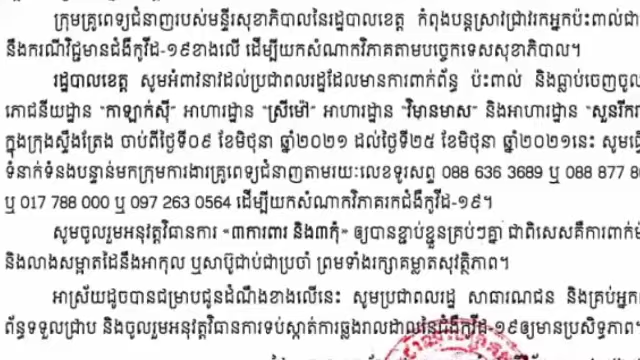 ក្រុមគ្រូពេទ្យជំនាញរបស់មន្ទីរសុខាភិបាលនៃរដ្ឋបាលខេត្ត កំពុងបន្តស្រាវជ្រាវរកអ្នកប៉ះពាល់ជា
នឹងករណីវិជ្ជមានជំងឺកូវីដ-១៩ខាងលើ ដើម្បីយកសំណាកវិភាគតាមបច្ចេកទេសសុខាភិបាល។
រដ្ឋបាលខេត្ត សូមអំពាវនាវដល់ប្រជាពលរដ្ឋដែលមានការពាក់ព័ន្ធ ប៉ះពាល់ និងធ្លាប់ចេញចូល
ភោជនីយដ្ឋាន "កាឡាក់ស៊ី" អាហារដ្ឋាន "ស្រីម៉ៅ" អាហារដ្ឋាន "វិមានមាស" និងអាហារដ្ឋាន "សួនរីករ
ក្នុងក្រុងស្ទឹងត្រែង ចាប់ពីថ្ងៃទី០៩ ខែមិថុនា ឆ្នាំ២០២១ ដល់ថ្ងៃទី២៥ ខែមិថុនា ឆ្នាំ២០២១នេះ សូមធ្វើ
ទំនាក់ទំនងបន្ទាន់មកក្រុមការងារគ្រូពេទ្យជំនាញតាមរយៈលេខទូរសព្ទ 088 636 3689 ឬ 088 877 80
ឬ 017 788 000 ឬ 097 263 0564 ដើម្បីយកសំណាកវិភាគរកជំងឺកូវីដ-១៩។
សូមចូលរួមអនុវត្តវិធានការ «៣ការពារ និង៣កុំ» ឲ្យបានខ្ជាប់ខ្ជួនគ្រប់ៗគ្នា ជាពិសេសគឺការពាក់ម៉
និងលាងសម្អាតដៃនឹងអាកុល ឬសាប៊ូជាប់ជាប្រចាំ ព្រមទាំងរក្សាគម្លាតសុវត្ថិភាព។
អាស្រ័យដូចបានជម្រាបជូនដំណឹងខាងលើនេះ សូមប្រជាពលរដ្ឋ សាធារណជន និងគ្រប់អ្នក
ព័ន្ធទទួលជ្រាប និងចូលរួមអនុវត្តវិធានការទប់ស្កាត់ការឆ្លងរាលដាលនៃជំងឺកូវីដ-១៩ឲ្យមានប្រសិទ្ធភាព។